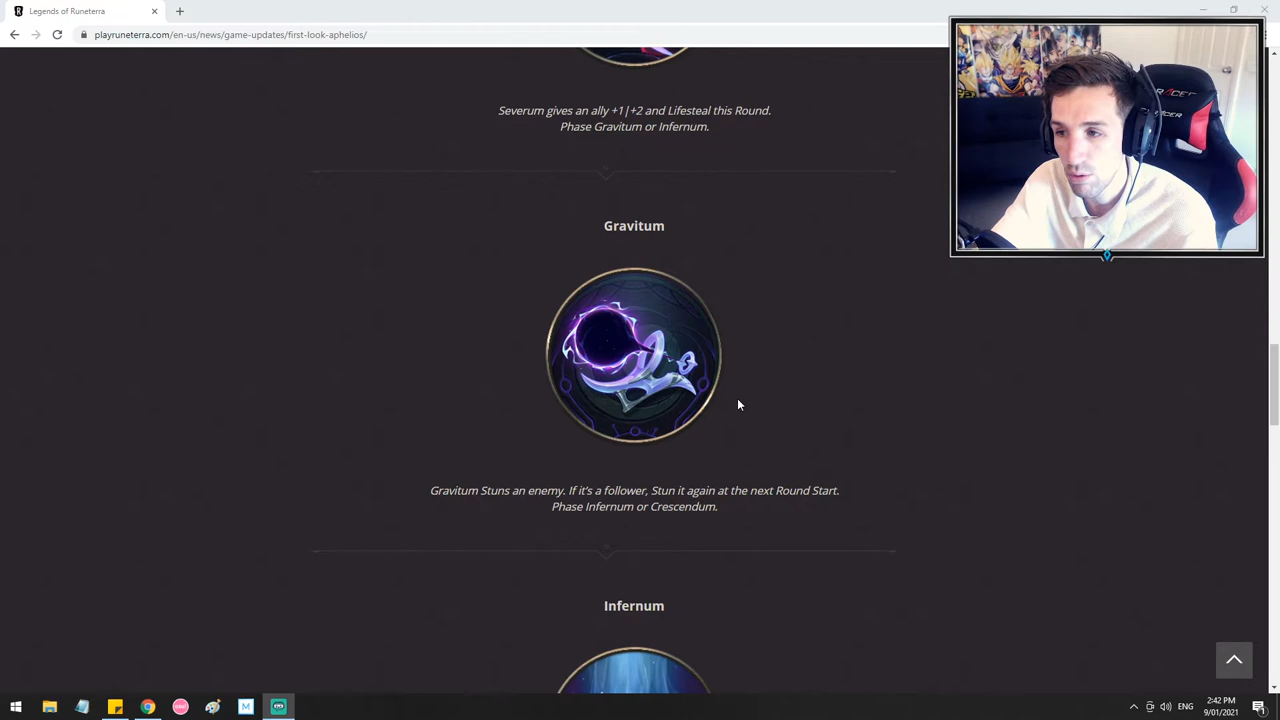 Legends of Runeterra
playruneterra.com/en-us/news/game-updates/first-look-aphelios/
Severum gives an ally +1|+2 and Lifesteal this Round.
Phase Gravitum or Infernum.
Gravitum
Gravitum Stuns an enemy. If it's a follower, Stun it again at the next Round Start.
Phase Infernum or Crescendum.
Infernum
M
ENG
2:42 PM
9/01/2021